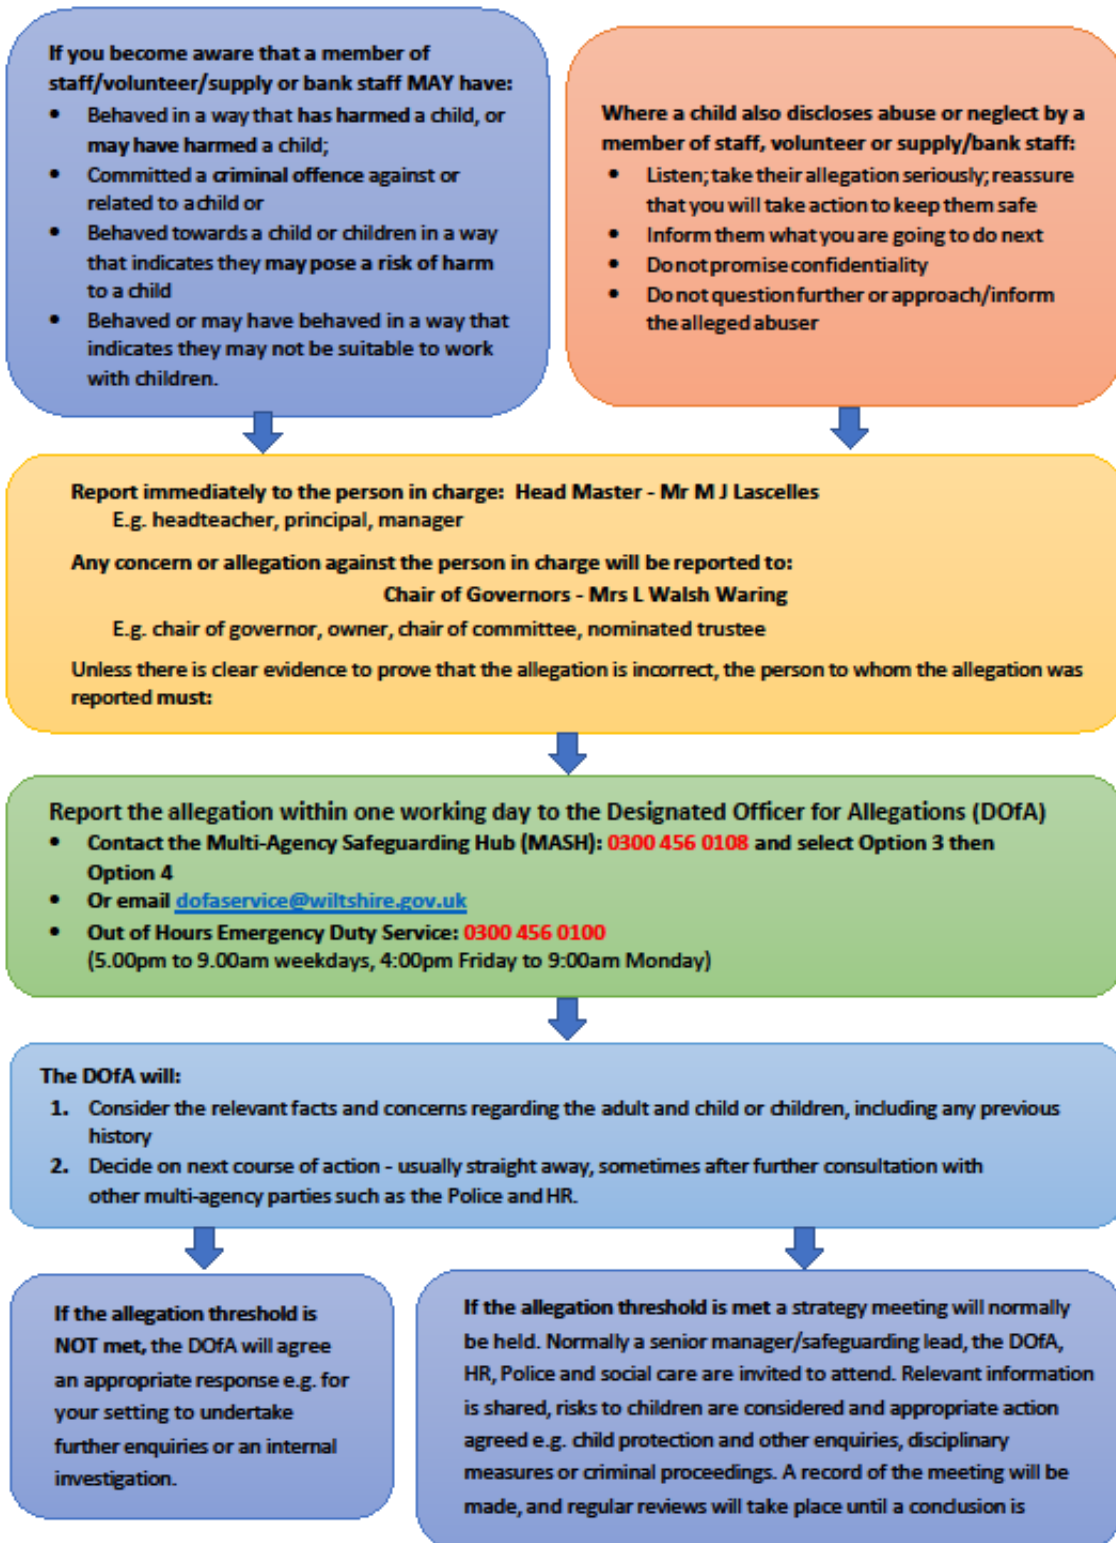 If you become aware that a member of
staff/volunteer/supply or bank staff MAY have:
• Behaved in a way that has harmed a child, or
may have harmed a child;
• Committed a criminal offence against or
related to achild or
• Behaved towards a child or children in a way
that indicates they may pose a risk of harm
to a child
• Behaved or may have behaved in a way that
indicates they may not be suitable to work
with children.
Where a child also discloses abuse or neglect by a
member of staff, volunteer or supply/bank staff:
• Listen; take their allegation seriously; reassure
that you will take action to keep them safe
• Inform them what you are going to do next
• Do not promise confidentiality
• Do not question further or approach/inform
the alleged abuser
Report immediately to the person in charge: Head Master - Mr M J Lascelles
E.g. headteacher, principal, manager
Any concern or allegation against the person in charge will be reported to:
Chair of Governors - Mrs L Walsh Waring
E.g. chair of governor, owner, chair of committee, nominated trustee
Unless there is clear evidence to prove that the allegation is incorrect, the person to whom the allegation was
reported must:
Report the allegation within one working day to the Designated Officer for Allegations (DOfA)
• Contact the Multi-Agency Safeguarding Hub (MASH): 0300 456 0108 and select Option 3 then
Option 4
• Or email dofaservice@wiltshire.gov.uk
• Out of Hours Emergency Duty Service: 0300 456 0100
(5.00pm to 9.00am weekdays, 4:00pm Friday to 9:00am Monday)
The DOfA will:
1. Consider the relevant facts and concerns regarding the adult and child or children, including any previous
history
2. Decide on next course of action - usually straight away, sometimes after further consultation with
other multi-agency parties such as the Police and HR.
If the allegation threshold is
NOT met, the DOfA will agree
an appropriate response e.g. for
your setting to undertake
further enquiries or an internal
investigation.
If the allegation threshold is met a strategy meeting will normally
be held. Normally a senior manager/safeguarding lead, the DOfA,
HR, Police and social care are invited to attend. Relevant information
is shared, risks to children are considered and appropriate action
agreed e.g. child protection and other enquiries, disciplinary
measures or criminal proceedings. A record of the meeting will be
made, and regular reviews will take place until a conclusion is